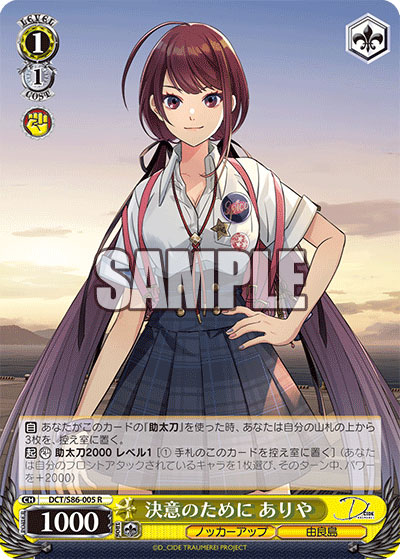 LEVEL
1
1
COST
Spice
SAMPLE
自 あなたがこのカードの『助太刀』を使った時、あなたは自分の山札の上から
3枚を、控え室に置く。
起 助太刀2000 レベル1 [① 手札のこのカードを控え室に置く] (あなた
は自分のフロントアタックされているキャラを1枚選び、そのターン中、パワーを
+2000)
CH DCT/S86-005 R
POWER
1000
決意のために ありや
D_CIDE
ノッカーアップ
由良島
©D_CIDE TRAUMEREI PROJECT